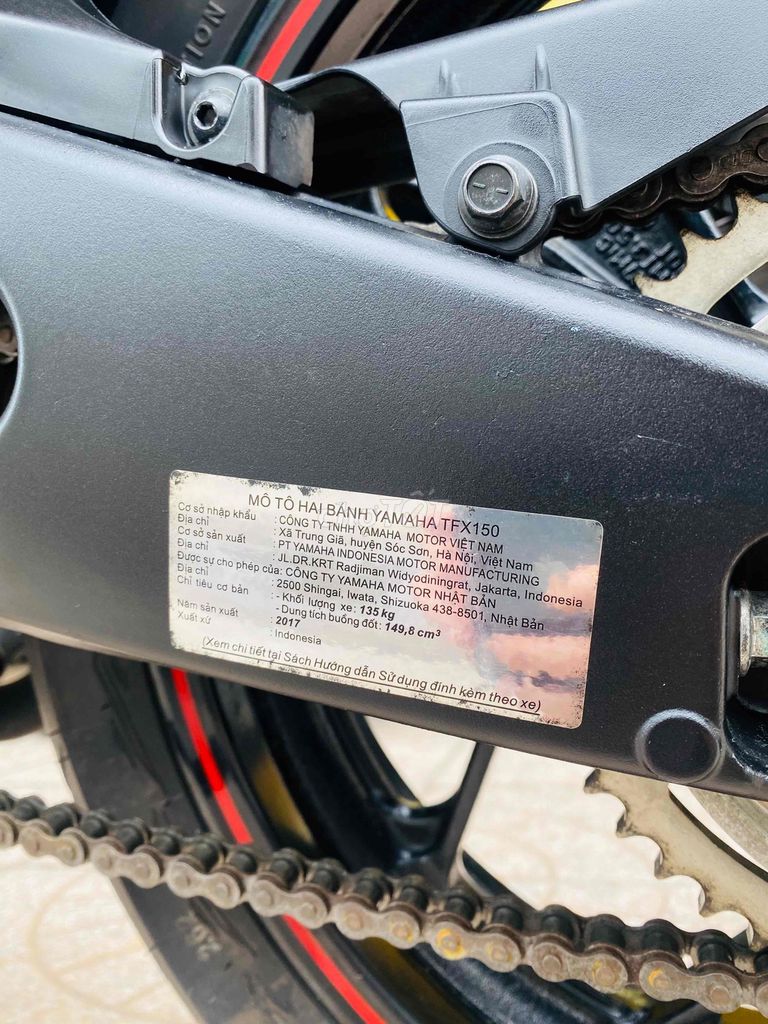 MÔ TÔ HAI BÁNH YAMAHA TFX150
Cơ sở nhập khẩu : CÔNG TY TNHH YAMAHA MOTOR VIỆT NAM
Địa chỉ : Xã Trung Giã, huyện Sóc Sơn, Hà Nội, Việt Nam
Cơ sở sản xuất : PT YAMAHA INDONESIA MOTOR MANUFACTURING
Địa chỉ : JL.DR.KRT Radjiman Widyodiningrat, Jakarta, Indonesia
Được sự cho phép của: CÔNG TY YAMAHA MOTOR NHẬT BẢN
Địa chỉ : 2500 Shingai, Iwata, Shizuoka 438-8501, Nhật Bản
Chỉ tiêu cơ bản : - Khối lượng xe: 135 kg
- Dung tích buồng đốt: 149,8 cm³
Năm sản xuất : 2017
Xuất xứ : Indonesia
(Xem chi tiết tại Sách Hướng dẫn Sử dụng đính kèm theo xe)